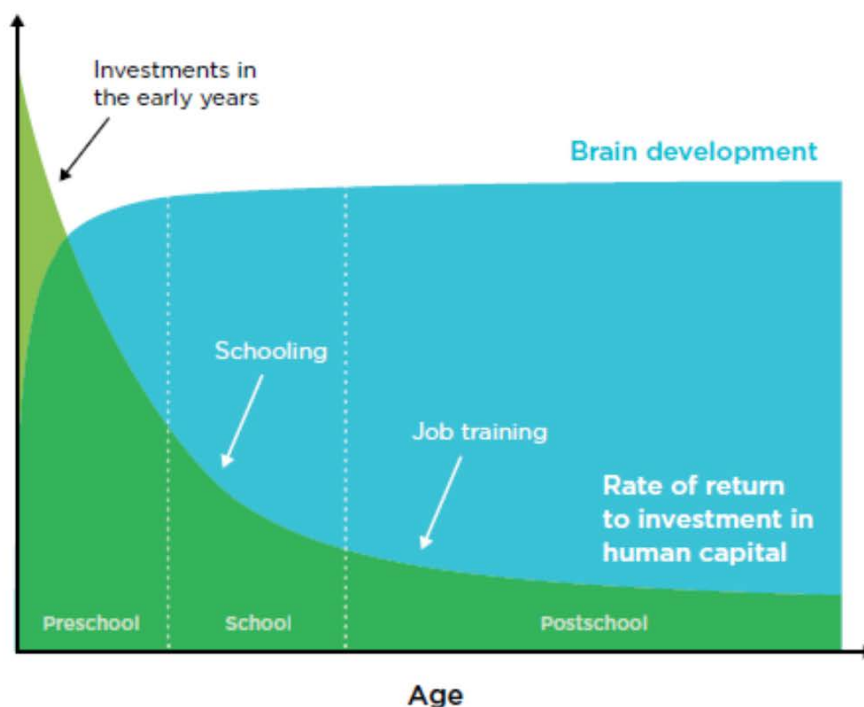 Investments in
the early years
Brain development
Schooling
Job training
Rate of return
to investment in
human capital
Preschool
School
Postschool
Age